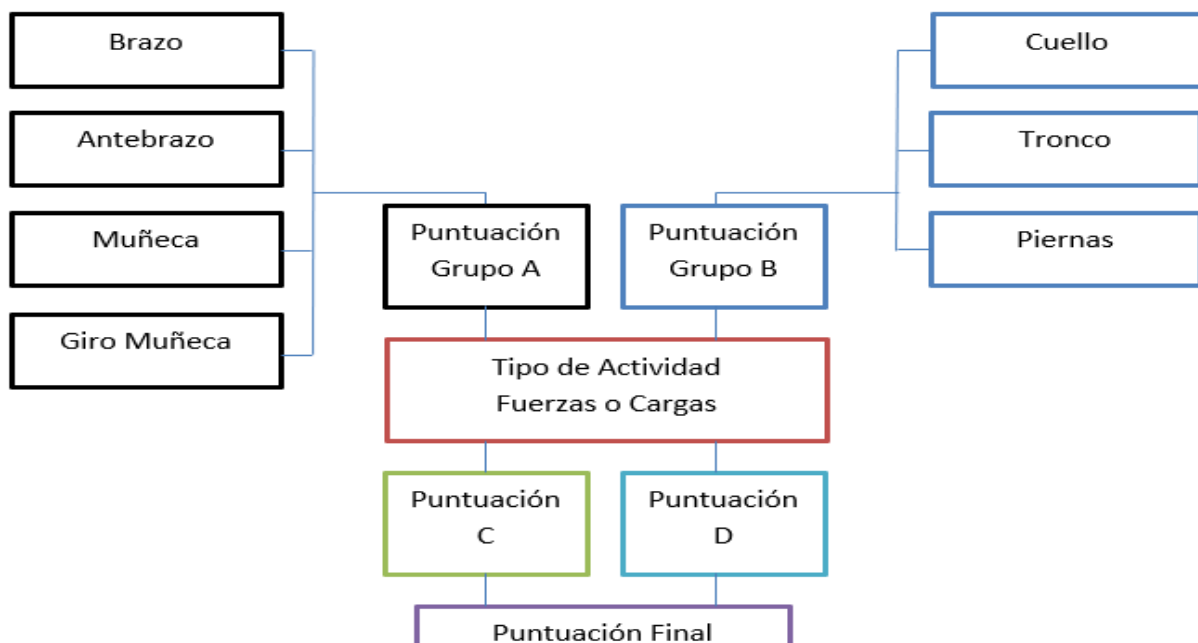 Brazo
Antebrazo
Muñeca
Giro Muñeca
Puntuación
Grupo A
Puntuación
Grupo B
Cuello
Tronco
Piernas
Tipo de Actividad
Fuerzas o Cargas
Puntuación
C
Puntuación
D
Puntuación Final